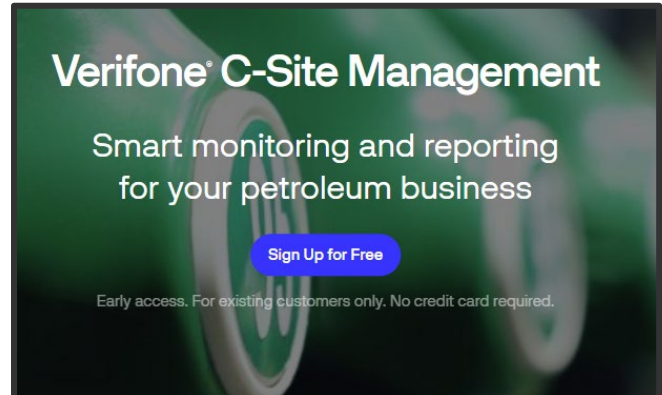 Verifone® C-Site Management
Smart monitoring and reporting
for your petroleum business
Sign Up for Free
Early access. For existing customers only. No credit card required.